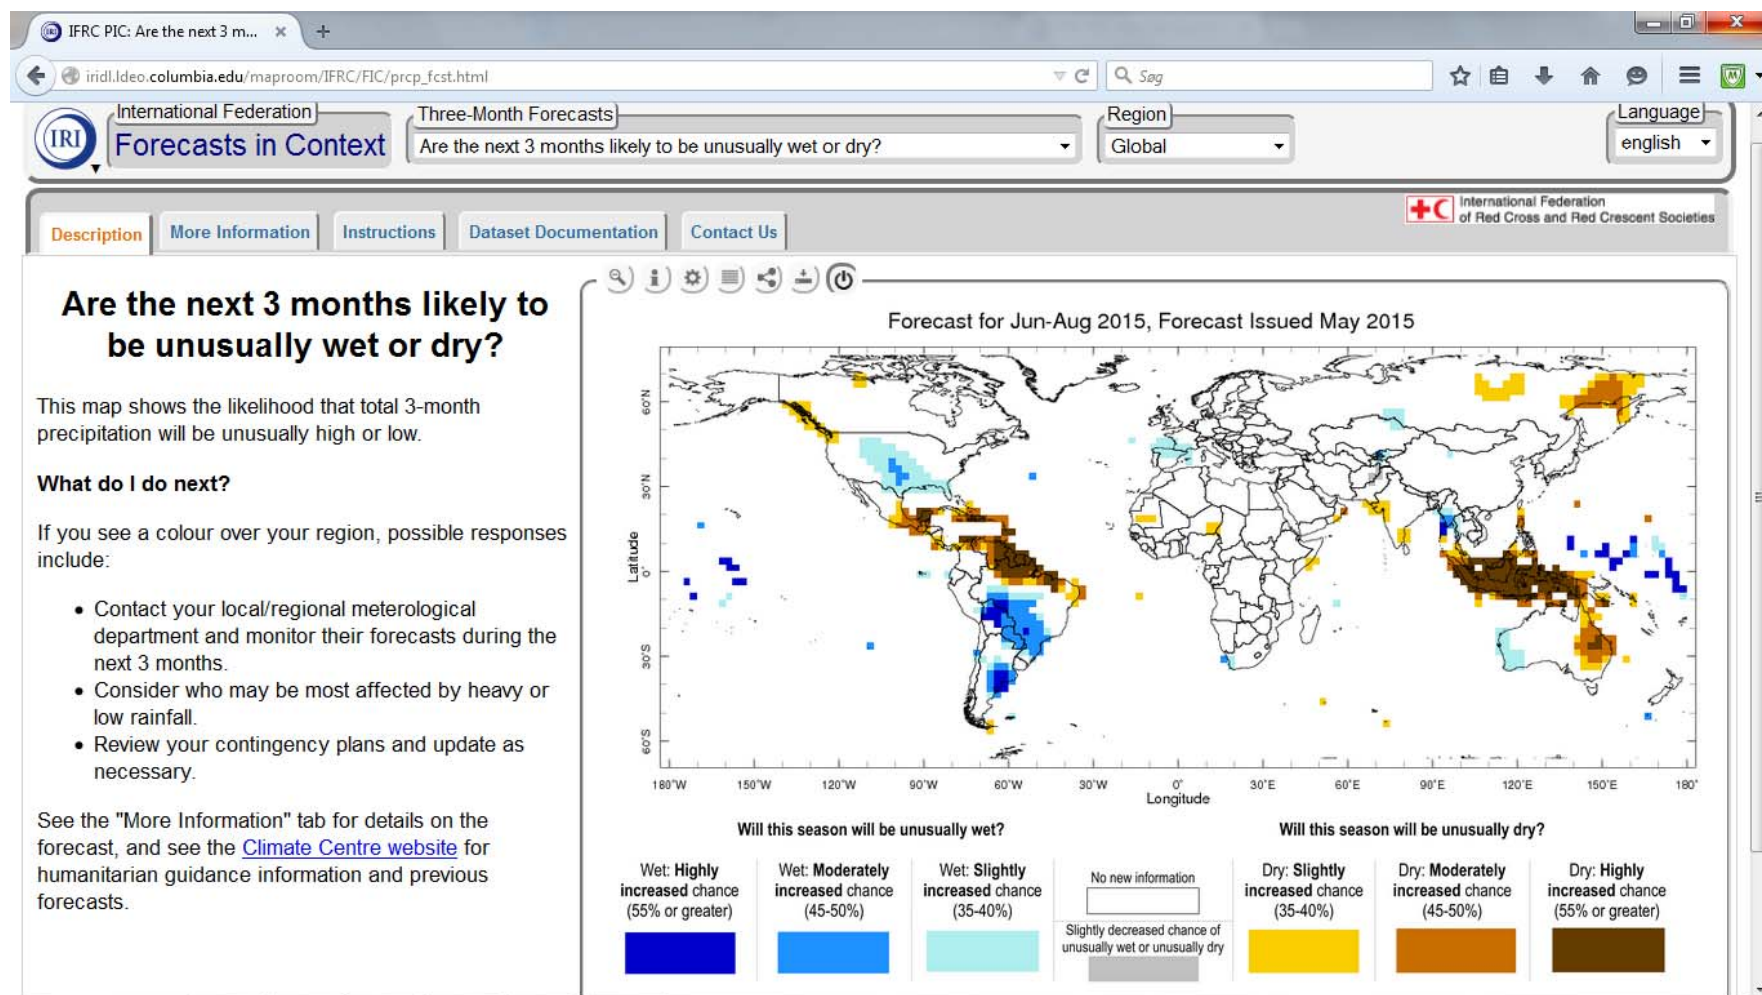 IFRC PIC: Are the next 3 m...
iridl.ldeo.columbia.edu/maproom/IFRC/FIC/prcp_fcst.html
Søg
IRI
International Federation
Forecasts in Context
Three-Month Forecasts
Are the next 3 months likely to be unusually wet or dry?
Region
Global
Language
english
Description
More Information
Instructions
Dataset Documentation
Contact Us
International Federation
of Red Cross and Red Crescent Societies
Are the next 3 months likely to
be unusually wet or dry?
This map shows the likelihood that total 3-month
precipitation will be unusually high or low.
What do I do next?
If you see a colour over your region, possible responses
include:
• Contact your local/regional meterological
department and monitor their forecasts during the
next 3 months.
• Consider who may be most affected by heavy or
low rainfall.
• Review your contingency plans and update as
necessary.
See the "More Information" tab for details on the
forecast, and see the Climate Centre website for
humanitarian guidance information and previous
forecasts.
Forecast for Jun-Aug 2015, Forecast Issued May 2015
Latitude
60°N
30°N
0°
30°S
60°S
180°W 150°W 120°W 90°W 60°W 30°W 0° 30°E 60°E 90°E 120°E 150°E 180°
Longitude
Will this season will be unusually wet?
Wet: Highly
increased chance
(55% or greater)
Wet: Moderately
increased chance
(45-50%)
Wet: Slightly
increased chance
(35-40%)
No new information
Slightly decreased chance of
unusually wet or unusually dry
Will this season will be unusually dry?
Dry: Slightly
increased chance
(35-40%)
Dry: Moderately
increased chance
(45-50%)
Dry: Highly
increased chance
(55% or greater)